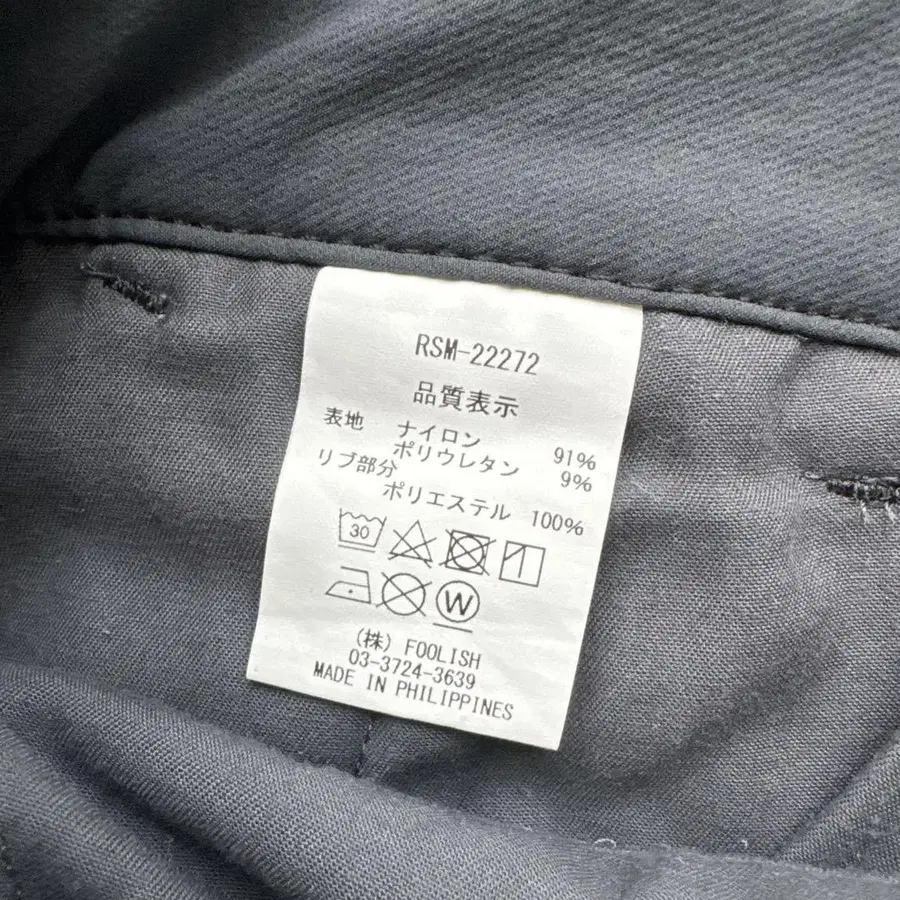 RSM-22272
品質表示
表地 ナイロン 91%
ポリウレタン 9%
リブ部分
ポリエステル 100%
30
W
(株) FOOLISH
03-3724-3639
MADE IN PHILIPPINES